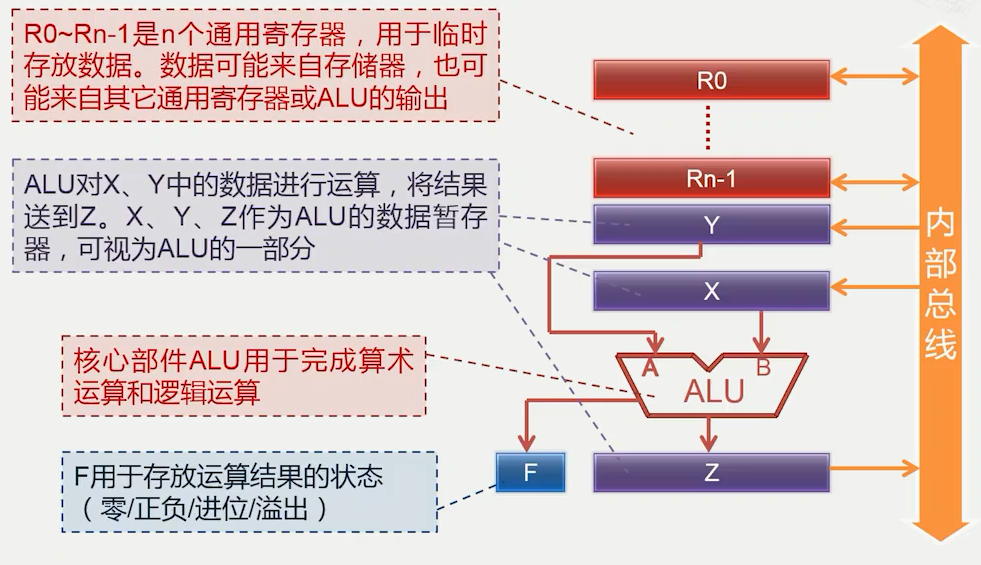 R0~Rn-1是n个通用寄存器，用于临时
存放数据。数据可能来自存储器，也可
能来自其它通用寄存器或ALU的输出
R0
Rn-1
ALU对X、Y中的数据进行运算，将结果
送到Z。X、Y、Z作为ALU的数据暂存
器，可视为ALU的一部分
Y
X
内部总线
核心部件ALU用于完成算术
运算和逻辑运算
A
B
ALU
F用于存放运算结果的状态
（零/正负/进位/溢出）
F
Z